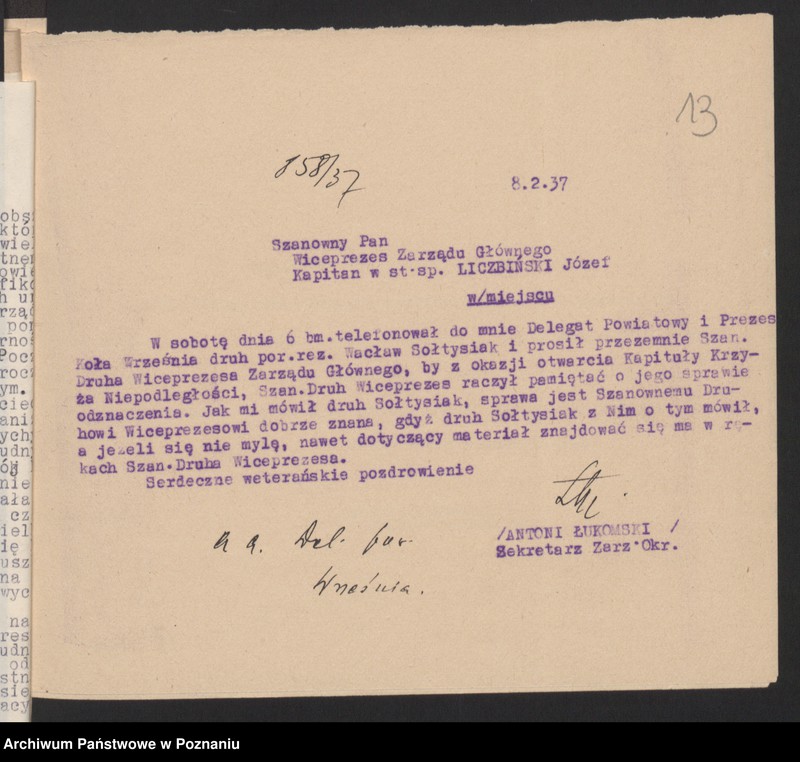 13
158/37
8.2.37
Szanowny Pan
Wiceprezes Zarządu Głównego
Kapitan w st.sp. LICZBIŃSKI Józef
w/miejscu
W sobotę dnia 6 bm.telefonował do mnie Delegat Powiatowy i Prezes
Koła Września druh por.rez. Wacław Sołtysiak i prosił przezemnie Szan.
Druha Wiceprezesa Zarządu Głównego, by z okazji otwarcia Kapituły Krzy-
ża Niepodległości, Szan.Druh Wiceprezes raczył pamiętać o jego sprawie
odznaczenia. Jak mi mówił druh Sołtysiak, sprawa jest Szanownemu Dru-
howi Wiceprezesowi dobrze znana, gdyż druh Sołtysiak z Nim o tym mówił,
a jeżeli się nie mylę, nawet dotyczący materiał znajdować się ma w rę-
kach Szan.Druha Wiceprezesa.
Serdeczne weterańskie pozdrowienie
/ANTONI ŁUKOMSKI /
Sekretarz Zarz.Okr.
a a. Del. pow.
Września.
Archiwum Państwowe w Poznaniu